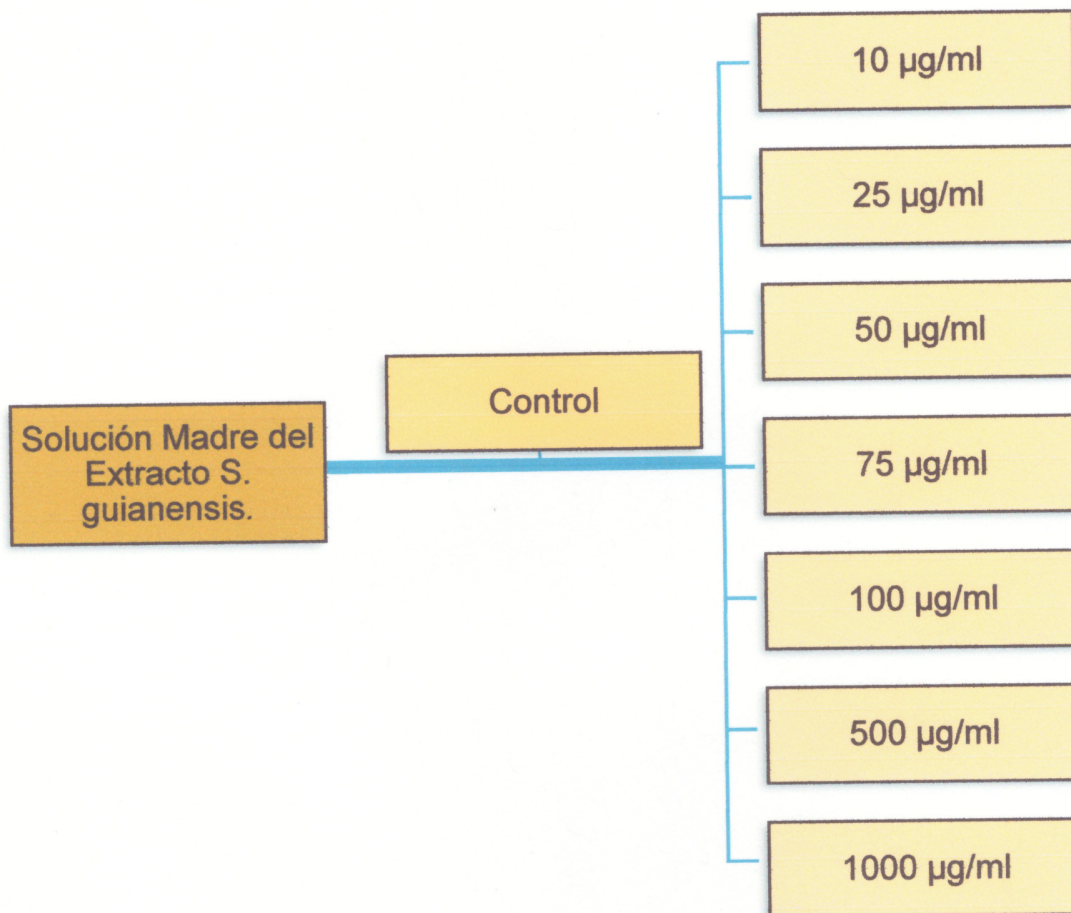 Solución Madre del
Extracto S.
guianensis.
Control
10 µg/ml
25 µg/ml
50 µg/ml
75 µg/ml
100 µg/ml
500 µg/ml
1000 µg/ml